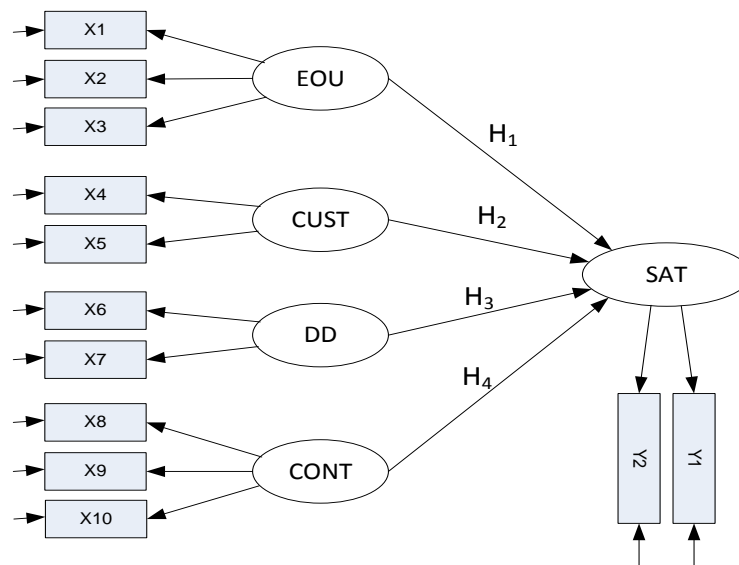 X1
X2
X3
EOU
H₁
X4
X5
CUST
H₂
SAT
X6
X7
DD
H₃
H₄
X8
X9
X10
CONT
Y2
Y1